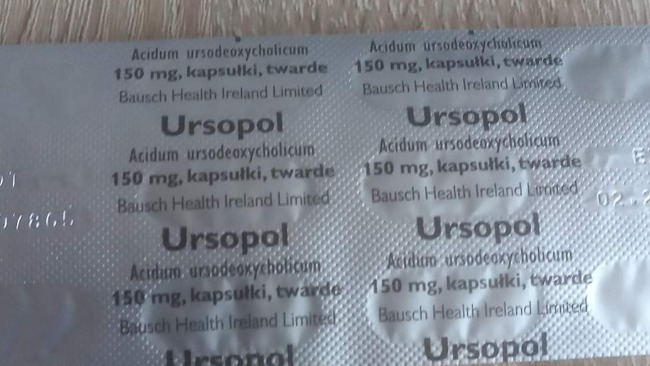 Acidum ursodeoxycholicum
150 mg, kapsułki, twarde
Bausch Health Ireland Limited
Ursopol
Acidum ursodeoxycholicum
150 mg, kapsułki, twarde
Bausch Health Ireland Limited
Ursopol
Acidum ursodeoxycholicum
150 mg, kapsułki, twarde
Bausch Health Ireland Limited
Ursopol
Acidum ursodeoxycholicum
150 mg, kapsułki, twarde
Bausch Health Ireland Limited
Ursopol
Acidum ursodeoxycholicum
150 mg, kapsułki, twarde
Bausch Health Ireland Limited
Ursopol
Acidum ursodeoxycholicum
150 mg, kapsułki, twarde
Bausch Health Ireland Limited
Ursopol